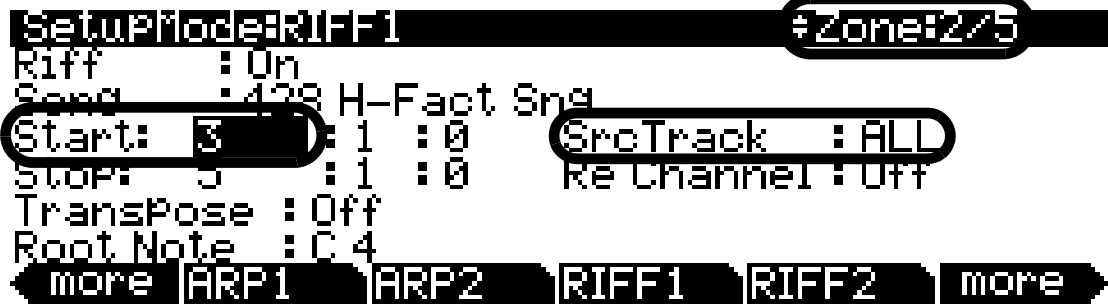 SetupMode:RIFF1 Zone:2/5
Riff :On
Song :428 H-Fact Sng
Start: 3 :1 :0 SrcTrack :ALL
Stop: 5 :1 :0 Re Channel :Off
Transpose :Off
Root Note :C 4
more ARP1 ARP2 RIFF1 RIFF2 more